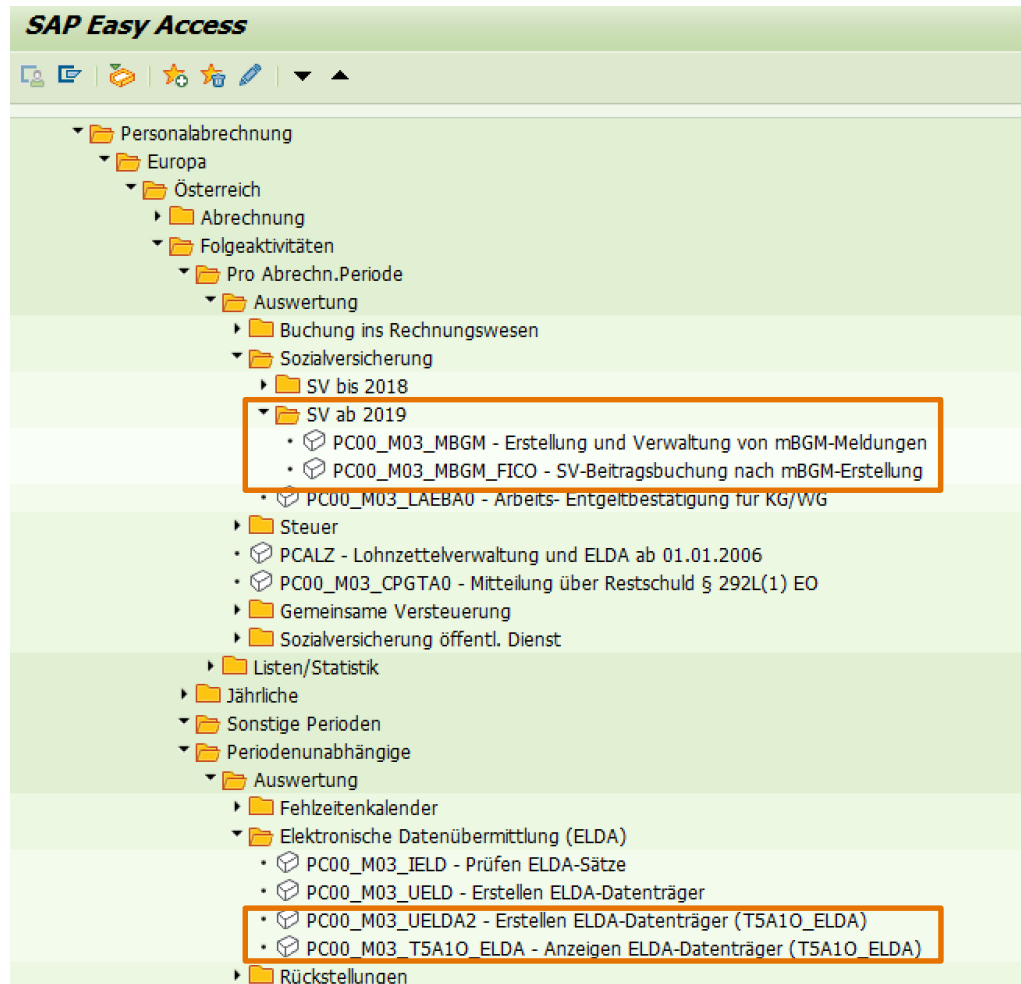 SAP Easy Access
Personalabrechnung
Europa
Österreich
Abrechnung
Folgeaktivitäten
Pro Abrechn.Periode
Auswertung
Buchung ins Rechnungswesen
Sozialversicherung
SV bis 2018
SV ab 2019
PC00_M03_MBGM - Erstellung und Verwaltung von mBGM-Meldungen
PC00_M03_MBGM_FICO - SV-Beitragsbuchung nach mBGM-Erstellung
PC00_M03_LAEBA0 - Arbeits- Entgeltbestätigung für KG/WG
Steuer
PCALZ - Lohnzettelverwaltung und ELDA ab 01.01.2006
PC00_M03_CPGTA0 - Mitteilung über Restschuld § 292L(1) EO
Gemeinsame Versteuerung
Sozialversicherung öffentl. Dienst
Listen/Statistik
Jährliche
Sonstige Perioden
Periodenunabhängige
Auswertung
Fehlzeitenkalender
Elektronische Datenübermittlung (ELDA)
PC00_M03_IELD - Prüfen ELDA-Sätze
PC00_M03_UELD - Erstellen ELDA-Datenträger
PC00_M03_UELDA2 - Erstellen ELDA-Datenträger (T5A1O_ELDA)
PC00_M03_T5A1O_ELDA - Anzeigen ELDA-Datenträger (T5A1O_ELDA)
Rückstellungen